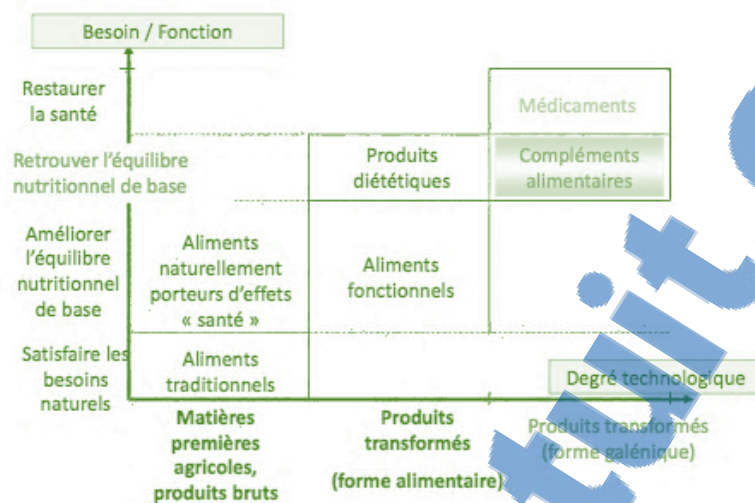 Besoin / Fonction
Restaurer
la santé
Médicaments
Retrouver l'équilibre
nutritionnel de base
Produits
diététiques
Compléments
alimentaires
Améliorer
l'équilibre
nutritionnel
de base
Aliments
naturellement
porteurs d'effets
« santé »
Aliments
fonctionnels
Satisfaire les
besoins
naturels
Aliments
traditionnels
Degré technologique
Matières
premières
agricoles,
produits bruts
Produits
transformés
(forme alimentaire)
Produits transformés
(forme galénique)